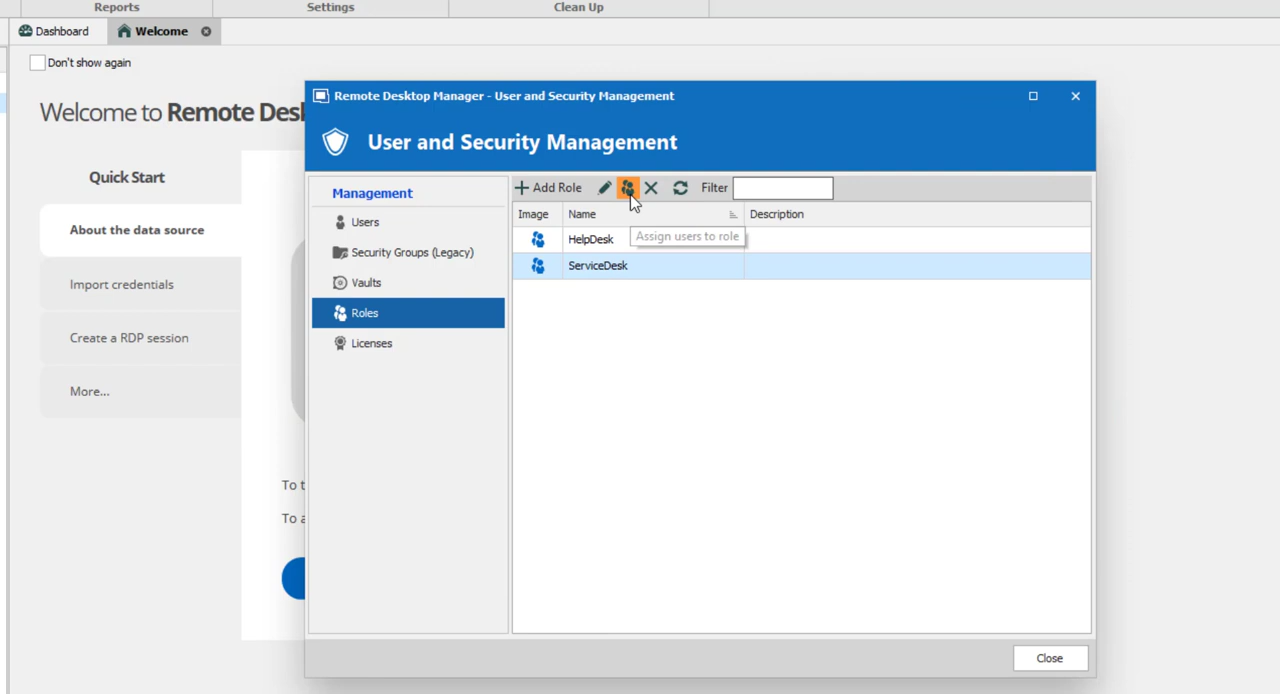 Reports Settings Clean Up
Dashboard Welcome
Don't show again
Welcome to Remote Desk
Quick Start
About the data source
Import credentials
Create a RDP session
More...
To t
To a
Remote Desktop Manager - User and Security Management
User and Security Management
Management
Users
Security Groups (Legacy)
Vaults
Roles
Licenses
Add Role Filter
Image Name Description
HelpDesk
Assign users to role
ServiceDesk
Close